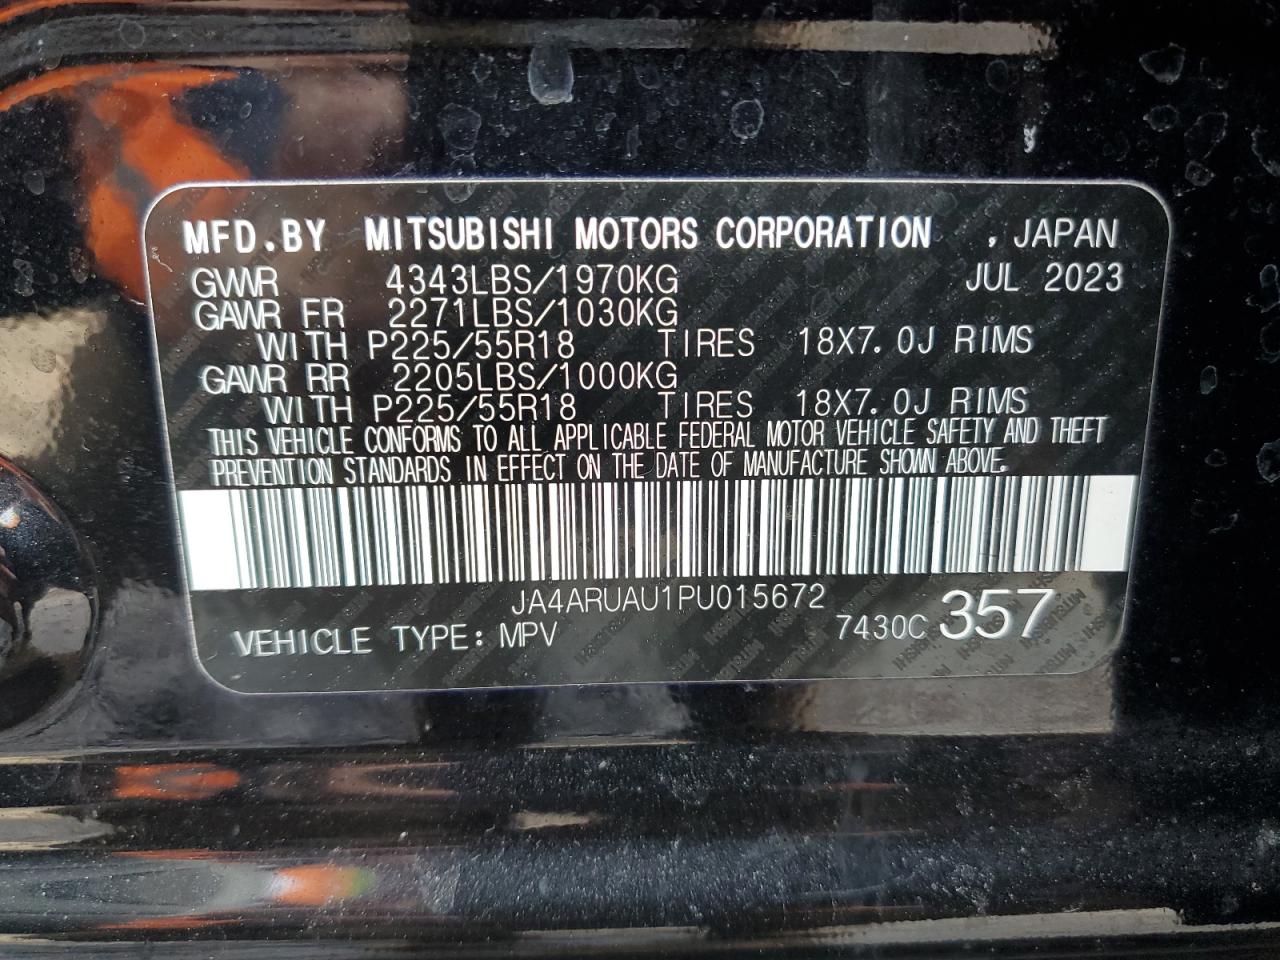 MFD.BY MITSUBISHI MOTORS CORPORATION , JAPAN
GVWR 4343LBS/1970KG JUL 2023
GAWR FR 2271LBS/1030KG
WITH P225/55R18 TIRES 18X7.0J RIMS
GAWR RR 2205LBS/1000KG
WITH P225/55R18 TIRES 18X7.0J RIMS
THIS VEHICLE CONFORMS TO ALL APPLICABLE FEDERAL MOTOR VEHICLE SAFETY AND THEFT
PREVENTION STANDARDS IN EFFECT ON THE DATE OF MANUFACTURE SHOWN ABOVE.
JA4ARUAU1PU015672
VEHICLE TYPE: MPV 7430C 357